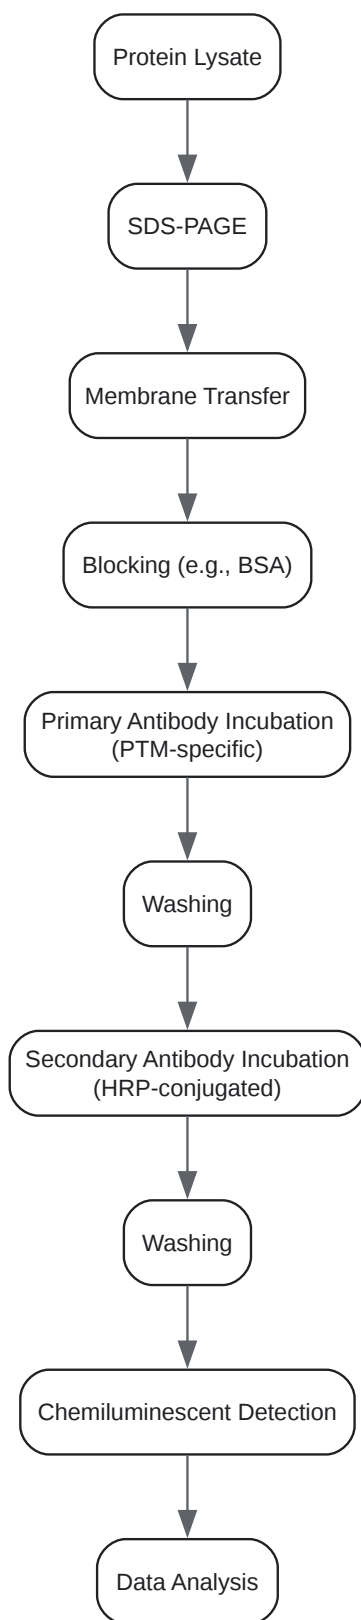 Protein Lysate
SDS-PAGE
Membrane Transfer
Blocking (e.g., BSA)
Primary Antibody Incubation
(PTM-specific)
Washing
Secondary Antibody Incubation
(HRP-conjugated)
Washing
Chemiluminescent Detection
Data Analysis